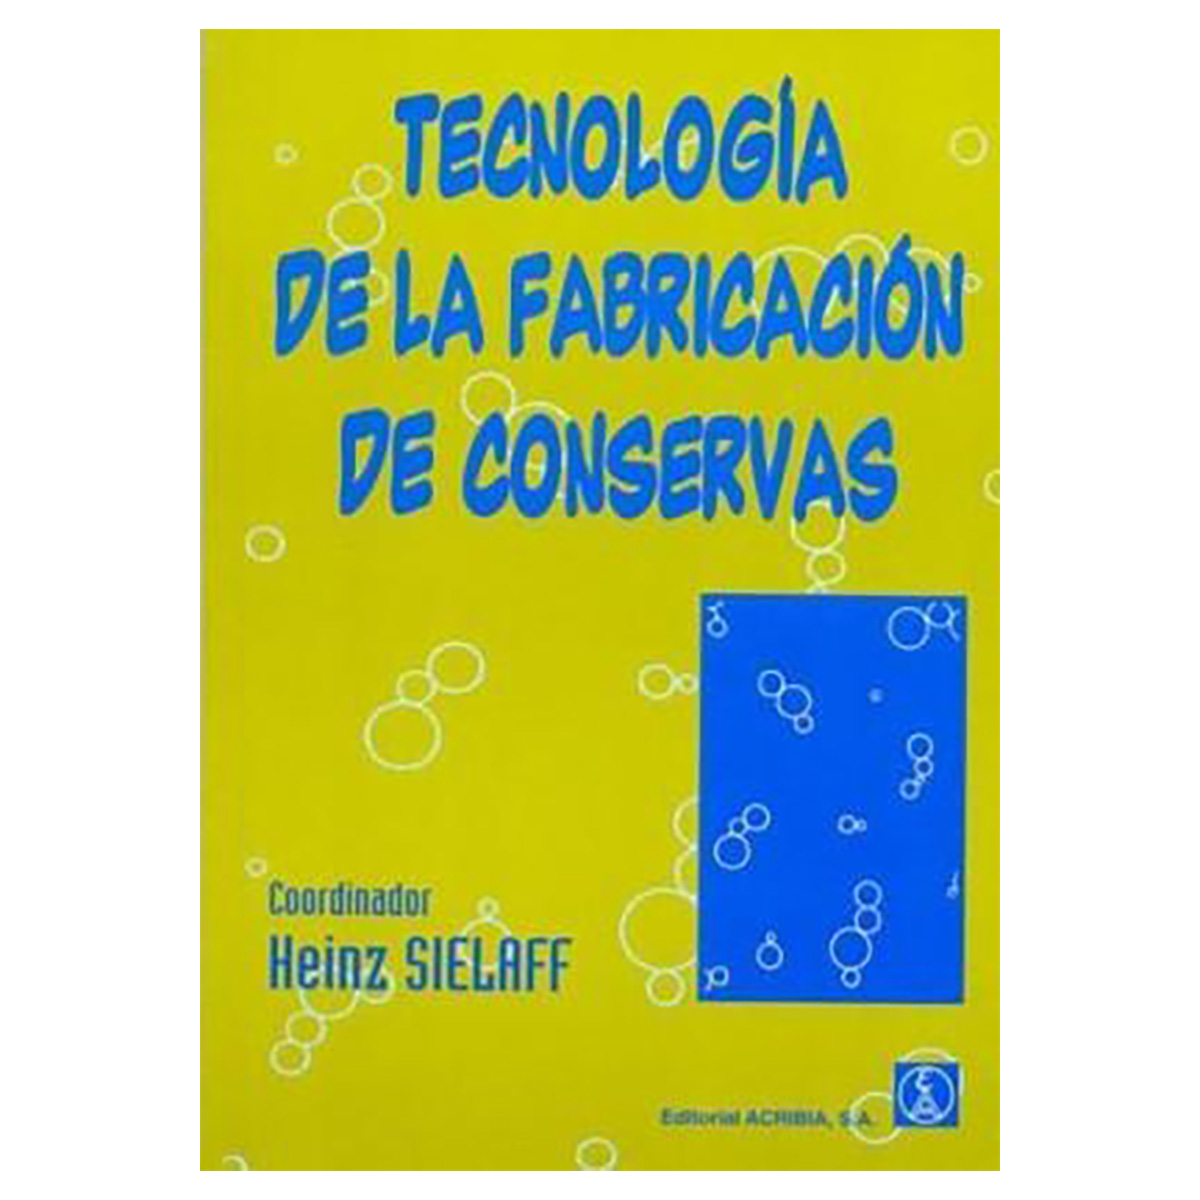 TECNOLOGÍA
DE LA FABRICACIÓN
DE CONSERVAS
Coordinador
Heinz SIELAFF
Editorial ACRIBIA, S.A.